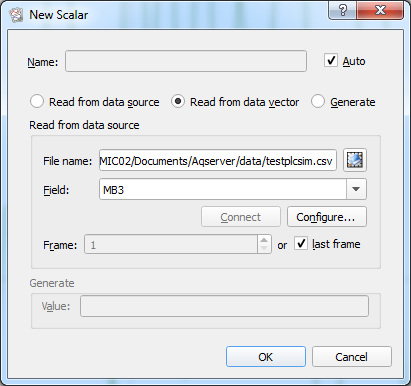 New Scalar
Name: Auto
Read from data source Read from data vector Generate
Read from data source
File name: MIC02/Documents/Aqserver/data/testplcsim.csv
Field: MB3
Connect Configure...
Frame: 1 or last frame
Generate
Value:
OK Cancel